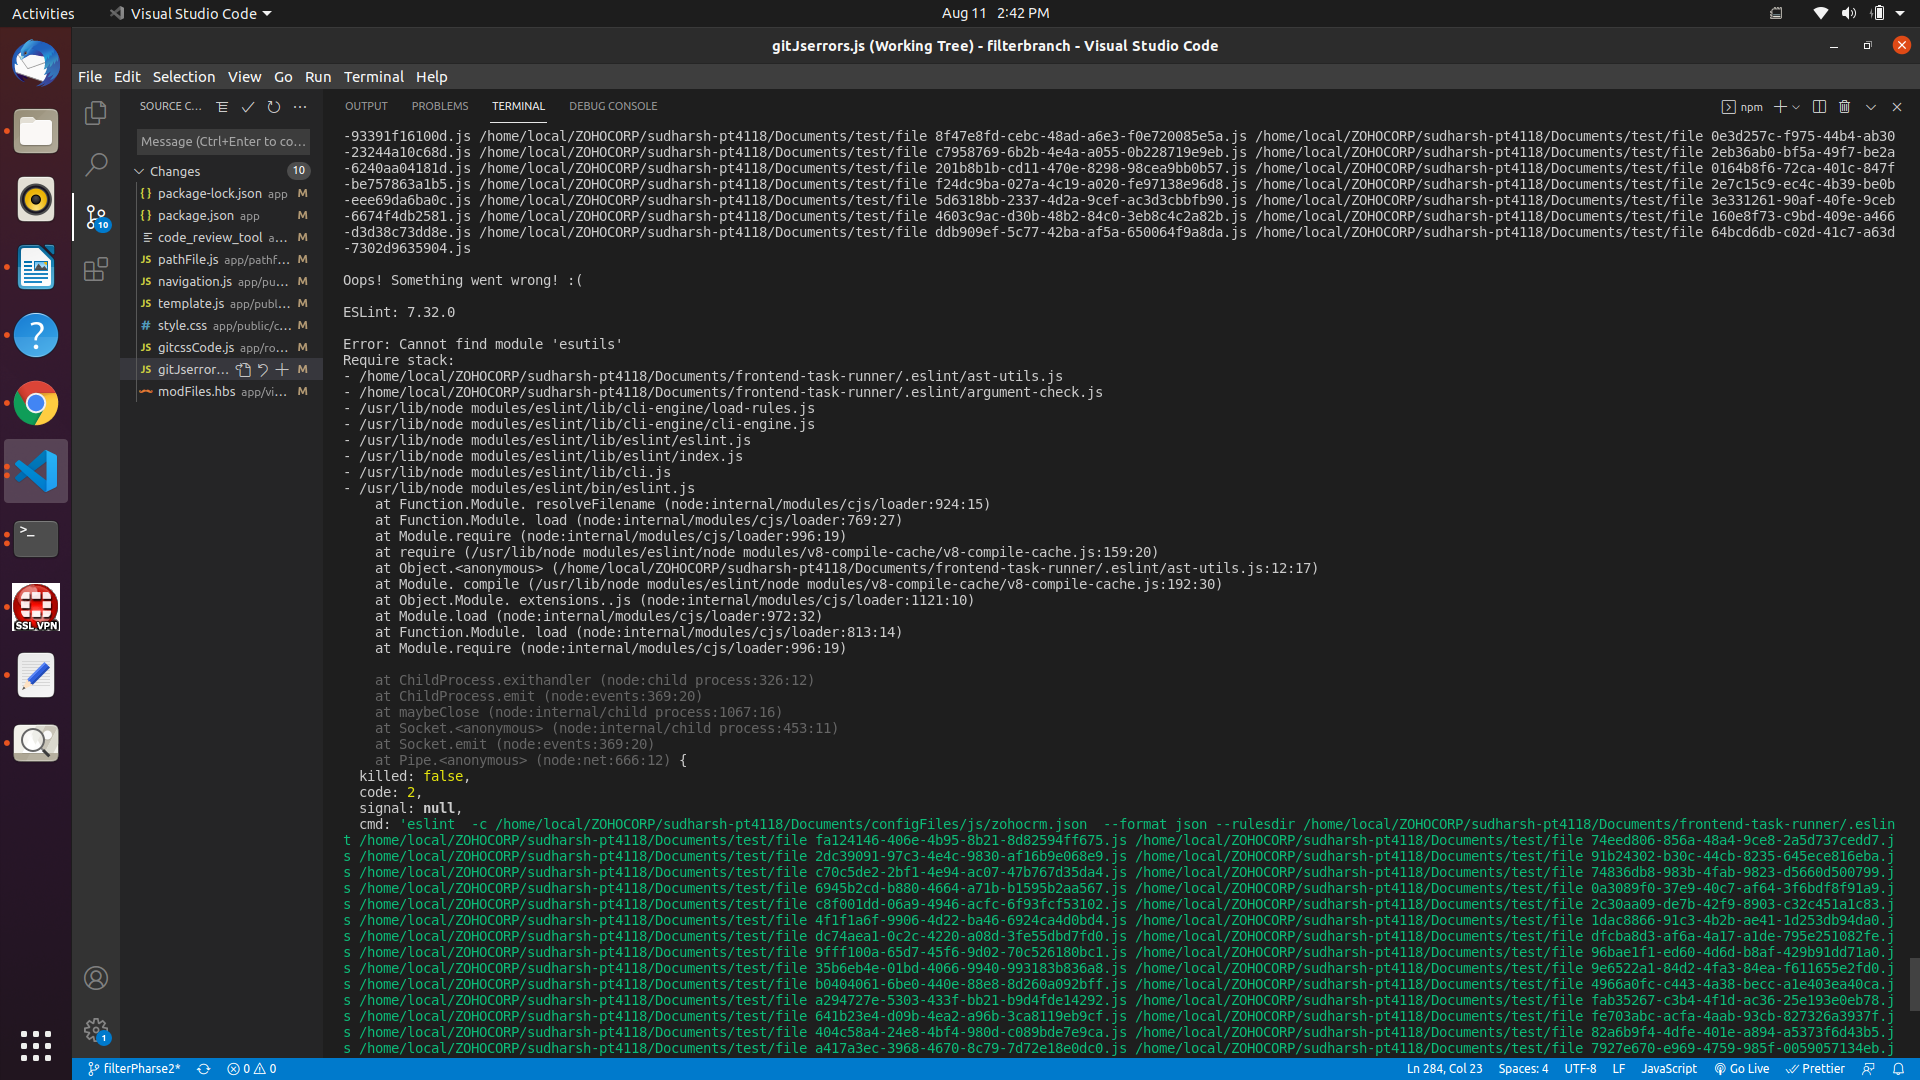 Activities
Visual Studio Code
Aug 11 2:42 PM
gitJserrors.js (Working Tree) - filterbranch - Visual Studio Code
File Edit Selection View Go Run Terminal Help
SOURCE C...
OUTPUT PROBLEMS TERMINAL DEBUG CONSOLE
npm
Message (Ctrl+Enter to co...
Changes 10
package-lock.json app M
package.json app M
code_review_tool a... M
pathFile.js app/pathf... M
navigation.js app/pu... M
template.js app/publ... M
style.css app/public/c... M
gitcssCode.js app/ro... M
gitJserror... M
modFiles.hbs app/vi... M
-93391f16100d.js /home/local/ZOHOCORP/sudharsh-pt4118/Documents/test/file 8f47e8fd-cebc-48ad-a6e3-f0e720085e5a.js /home/local/ZOHOCORP/sudharsh-pt4118/Documents/test/file 0e3d257c-f975-44b4-ab30
-23244a10c68d.js /home/local/ZOHOCORP/sudharsh-pt4118/Documents/test/file c7958769-6b2b-4e4a-a055-0b228719e9eb.js /home/local/ZOHOCORP/sudharsh-pt4118/Documents/test/file 2eb36ab0-bf5a-49f7-be2a
-6240aa04181d.js /home/local/ZOHOCORP/sudharsh-pt4118/Documents/test/file 201b8b1b-cd11-470e-8298-98cea9bb0b57.js /home/local/ZOHOCORP/sudharsh-pt4118/Documents/test/file 0164b8f6-72ca-401c-847f
-be757863a1b5.js /home/local/ZOHOCORP/sudharsh-pt4118/Documents/test/file f24dc9ba-027a-4c19-a020-fe97138e96d8.js /home/local/ZOHOCORP/sudharsh-pt4118/Documents/test/file 2e7c15c9-ec4c-4b39-be0b
-eee69da6ba0c.js /home/local/ZOHOCORP/sudharsh-pt4118/Documents/test/file 5d6318bb-2337-4d2a-9cef-ac3d3cbbfb90.js /home/local/ZOHOCORP/sudharsh-pt4118/Documents/test/file 3e331261-90af-40fe-9ceb
-6674f4db2581.js /home/local/ZOHOCORP/sudharsh-pt4118/Documents/test/file 4603c9ac-d30b-48b2-84c0-3eb8c4c2a82b.js /home/local/ZOHOCORP/sudharsh-pt4118/Documents/test/file 160e8f73-c9bd-409e-a466
-d3d38c73dd8e.js /home/local/ZOHOCORP/sudharsh-pt4118/Documents/test/file ddb909ef-5c77-42ba-af5a-650064f9a8da.js /home/local/ZOHOCORP/sudharsh-pt4118/Documents/test/file 64bcd6db-c02d-41c7-a63d
-7302d9635904.js
Oops! Something went wrong! :(
ESLint: 7.32.0
Error: Cannot find module 'esutils'
Require stack:
- /home/local/ZOHOCORP/sudharsh-pt4118/Documents/frontend-task-runner/.eslint/ast-utils.js
- /home/local/ZOHOCORP/sudharsh-pt4118/Documents/frontend-task-runner/.eslint/argument-check.js
- /usr/lib/node modules/eslint/lib/cli-engine/load-rules.js
- /usr/lib/node modules/eslint/lib/cli-engine/cli-engine.js
- /usr/lib/node modules/eslint/lib/eslint/eslint.js
- /usr/lib/node modules/eslint/lib/eslint/index.js
- /usr/lib/node modules/eslint/lib/cli.js
- /usr/lib/node modules/eslint/bin/eslint.js
at Function.Module. resolveFilename (node:internal/modules/cjs/loader:924:15)
at Function.Module. load (node:internal/modules/cjs/loader:769:27)
at Module.require (node:internal/modules/cjs/loader:996:19)
at require (/usr/lib/node modules/eslint/node modules/v8-compile-cache/v8-compile-cache.js:159:20)
at Object.<anonymous> (/home/local/ZOHOCORP/sudharsh-pt4118/Documents/frontend-task-runner/.eslint/ast-utils.js:12:17)
at Module. compile (/usr/lib/node modules/eslint/node modules/v8-compile-cache/v8-compile-cache.js:192:30)
at Object.Module. extensions..js (node:internal/modules/cjs/loader:1121:10)
at Module.load (node:internal/modules/cjs/loader:972:32)
at Function.Module. load (node:internal/modules/cjs/loader:813:14)
at Module.require (node:internal/modules/cjs/loader:996:19)
at ChildProcess.exithandler (node:child process:326:12)
at ChildProcess.emit (node:events:369:20)
at maybeClose (node:internal/child process:1067:16)
at Socket.<anonymous> (node:internal/child process:453:11)
at Socket.emit (node:events:369:20)
at Pipe.<anonymous> (node:net:666:12) {
killed: false,
code: 2,
signal: null,
cmd: 'eslint -c /home/local/ZOHOCORP/sudharsh-pt4118/Documents/configFiles/js/zohocrm.json --format json --rulesdir /home/local/ZOHOCORP/sudharsh-pt4118/Documents/frontend-task-runner/.eslin
t /home/local/ZOHOCORP/sudharsh-pt4118/Documents/test/file fa124146-406e-4b95-8b21-8d82594ff675.js /home/local/ZOHOCORP/sudharsh-pt4118/Documents/test/file 74eed806-856a-48a4-9ce8-2a5d737cedd7.j
s /home/local/ZOHOCORP/sudharsh-pt4118/Documents/test/file 2dc39091-97c3-4e4c-9830-af16b9e068e9.js /home/local/ZOHOCORP/sudharsh-pt4118/Documents/test/file 91b24302-b30c-44cb-8235-645ece816eba.j
s /home/local/ZOHOCORP/sudharsh-pt4118/Documents/test/file c70c5de2-2bf1-4e94-ac07-47b767d35da4.js /home/local/ZOHOCORP/sudharsh-pt4118/Documents/test/file 74836db8-983b-4fab-9823-d5660d500799.j
s /home/local/ZOHOCORP/sudharsh-pt4118/Documents/test/file 6945b2cd-b880-4664-a71b-b1595b2aa567.js /home/local/ZOHOCORP/sudharsh-pt4118/Documents/test/file 0a3089f0-37e9-40c7-af64-3f6bdf8f91a9.j
s /home/local/ZOHOCORP/sudharsh-pt4118/Documents/test/file c8f001dd-06a9-4946-acfc-6f93fcf53102.js /home/local/ZOHOCORP/sudharsh-pt4118/Documents/test/file 2c30aa09-de7b-42f9-8903-c32c451a1c83.j
s /home/local/ZOHOCORP/sudharsh-pt4118/Documents/test/file 4f1f1a6f-9906-4d22-ba46-6924ca4d0bd4.js /home/local/ZOHOCORP/sudharsh-pt4118/Documents/test/file 1dac8866-91c3-4b2b-ae41-1d253db94da0.j
s /home/local/ZOHOCORP/sudharsh-pt4118/Documents/test/file dc74aea1-0c2c-4220-a08d-3fe55dbd7fd0.js /home/local/ZOHOCORP/sudharsh-pt4118/Documents/test/file dfcba8d3-af6a-4a17-a1de-795e251082fe.j
s /home/local/ZOHOCORP/sudharsh-pt4118/Documents/test/file 9fff100a-65d7-45f6-9d02-70c526180bc1.js /home/local/ZOHOCORP/sudharsh-pt4118/Documents/test/file 96bae1f1-ed60-4d6d-b8af-429b91dd71a0.j
s /home/local/ZOHOCORP/sudharsh-pt4118/Documents/test/file 35b6eb4e-01bd-4066-9940-993183b836a8.js /home/local/ZOHOCORP/sudharsh-pt4118/Documents/test/file 9e6522a1-84d2-4fa3-84ea-f611655e2fd0.j
s /home/local/ZOHOCORP/sudharsh-pt4118/Documents/test/file b0404061-6be0-440e-88e8-8d260a092bff.js /home/local/ZOHOCORP/sudharsh-pt4118/Documents/test/file 4966a0fc-c443-4a38-becc-a1e403ea40ca.j
s /home/local/ZOHOCORP/sudharsh-pt4118/Documents/test/file a294727e-5303-433f-bb21-b9d4fde14292.js /home/local/ZOHOCORP/sudharsh-pt4118/Documents/test/file fab35267-c3b4-4f1d-ac36-25e193e0eb78.j
s /home/local/ZOHOCORP/sudharsh-pt4118/Documents/test/file 641b23e4-d09b-4ea2-a96b-3ca8119eb9cf.js /home/local/ZOHOCORP/sudharsh-pt4118/Documents/test/file fe703abc-acfa-4aab-93cb-827326a3937f.j
s /home/local/ZOHOCORP/sudharsh-pt4118/Documents/test/file 404c58a4-24e8-4bf4-980d-c089bde7e9ca.js /home/local/ZOHOCORP/sudharsh-pt4118/Documents/test/file 82a6b9f4-4dfe-401e-a894-a5373f6d43b5.j
s /home/local/ZOHOCORP/sudharsh-pt4118/Documents/test/file a417a3ec-3968-4670-8c79-7d72e18e0dc0.js /home/local/ZOHOCORP/sudharsh-pt4118/Documents/test/file 7927e670-e969-4759-985f-0059057134eb.j
SSL VPN
10
1
filterPharse2* 0 0 Ln 284, Col 23 Spaces: 4 UTF-8 LF JavaScript Go Live Prettier